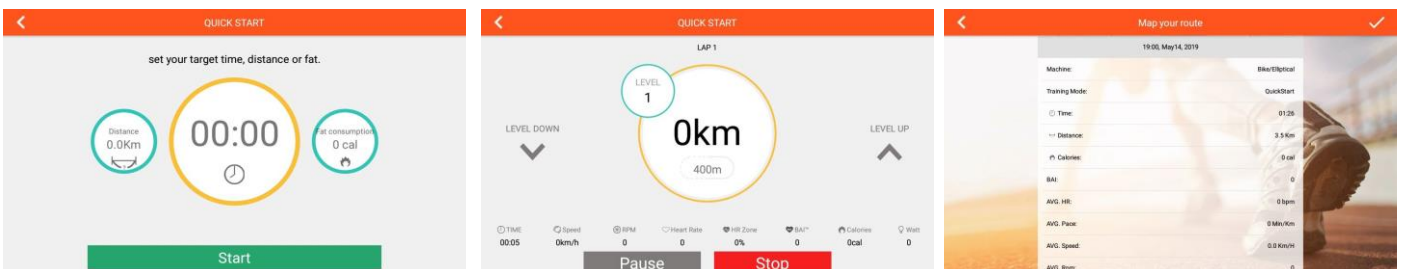 QUICK START
set your target time, distance or fat.
Distance
0.0Km
00:00
Fat consumption
0 cal
Start
QUICK START
LAP 1
LEVEL
1
LEVEL DOWN
0km
400m
LEVEL UP
TIME Speed RPM Heart Rate HR Zone BAI™ Calories Watt
00:05 0km/h 0 0 0% 0 0cal 0
Pause Stop
Map your route
19:00, May14, 2019
Machine: Bike/Elliptical
Training Mode: QuickStart
Time: 01:26
Distance: 3.5 Km
Calories: 0 cal
BAI: 0
AVG. HR: 0 bpm
AVG. Pace: 0 Min/Km
AVG. Speed: 0.0 Km/H
AVG. Rpm: 0